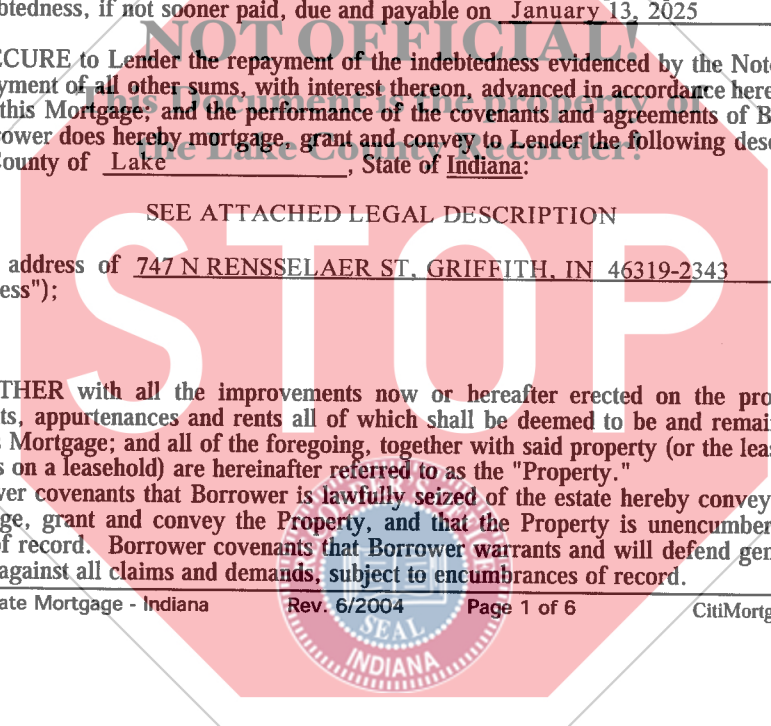 btedness, if not sooner paid, due and payable on January 13, 2025
NOT OFFICIAL!
ECURE to Lender the repayment of the indebtedness evidenced by the Note
yment of all other sums, with interest thereon, advanced in accordance here
This Document is the property of
this Mortgage; and the performance of the covenants and agreements of B
rower does hereby mortgage, grant and convey to Lender the following desc
the Lake County Recorder!
ounty of Lake, State of Indiana:
SEE ATTACHED LEGAL DESCRIPTION
STOP
address of 747 N RENSSELAER ST, GRIFFITH, IN 46319-2343
ess");
THER with all the improvements now or hereafter erected on the pro
ts, appurtenances and rents all of which shall be deemed to be and remai
s Mortgage; and all of the foregoing, together with said property (or the leas
s on a leasehold) are hereinafter referred to as the "Property."
wer covenants that Borrower is lawfully seized of the estate hereby convey
ge, grant and convey the Property, and that the Property is unencumber
of record. Borrower covenants that Borrower warrants and will defend gen
against all claims and demands, subject to encumbrances of record.
ate Mortgage - Indiana Rev. 6/2004 Page 1 of 6 CitiMortg
SEAL
INDIANA